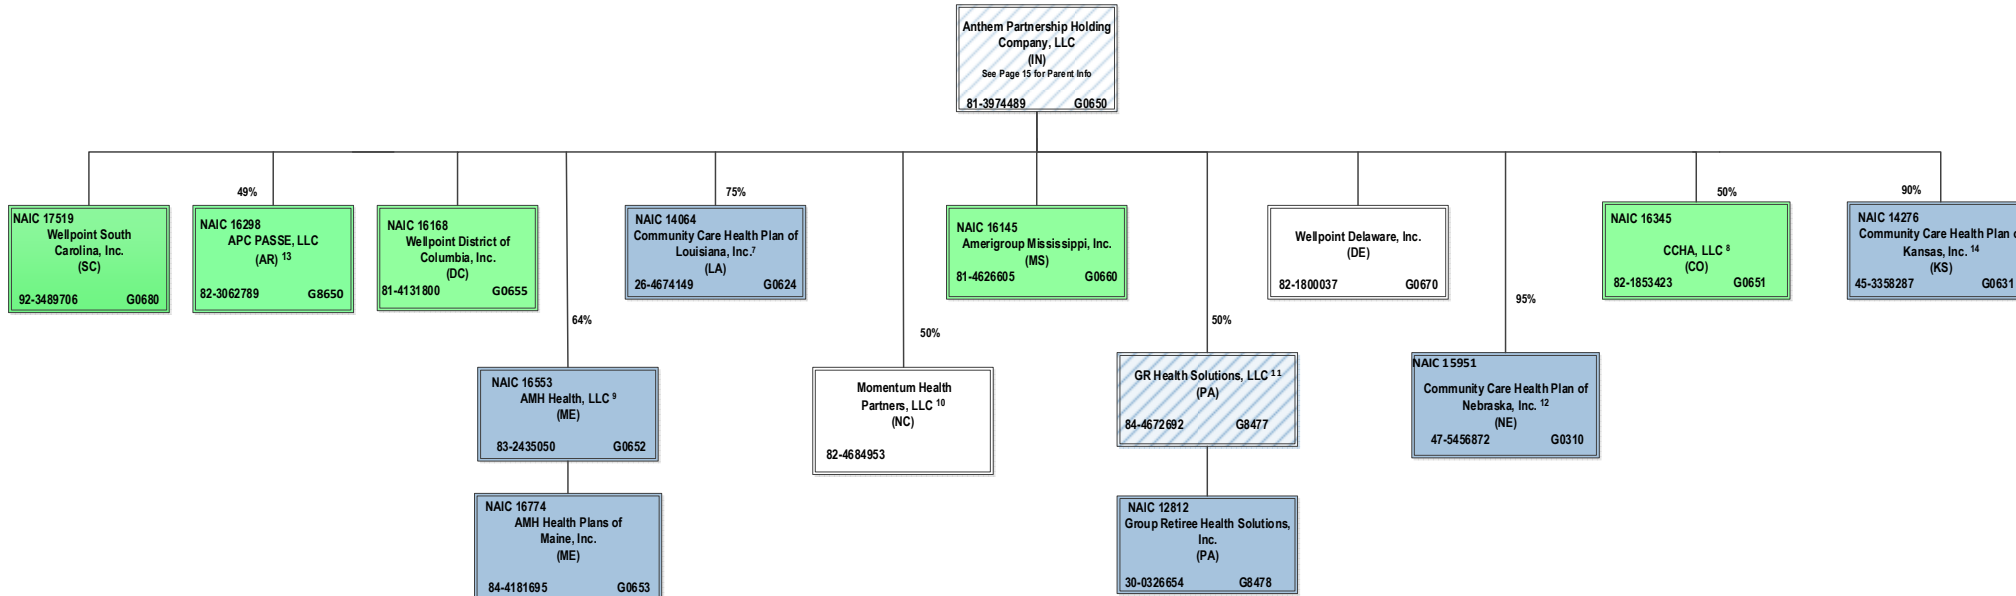 Anthem Partnership Holding
Company, LLC
(IN)
See Page 15 for Parent Info
81-3974489 G0650
49%
75%
50%
90%
NAIC 17519
Wellpoint South
Carolina, Inc.
(SC)
92-3489706 G0680
NAIC 16298
APC PASSE, LLC
(AR) 13
82-3062789 G8650
NAIC 16168
Wellpoint District of
Columbia, Inc.
(DC)
81-4131800 G0655
NAIC 14064
Community Care Health Plan of
Louisiana, Inc.7
(LA)
26-4674149 G0624
NAIC 16145
Amerigroup Mississippi, Inc.
(MS)
81-4626605 G0660
Wellpoint Delaware, Inc.
(DE)
82-1800037 G0670
NAIC 16345
CCHA, LLC 8
(CO)
82-1853423 G0651
NAIC 14276
Community Care Health Plan
Kansas, Inc. 14
(KS)
45-3358287 G0631
64%
50%
50%
95%
NAIC 16553
AMH Health, LLC 9
(ME)
83-2435050 G0652
Momentum Health
Partners, LLC 10
(NC)
82-4684953
GR Health Solutions, LLC 11
(PA)
84-4672692 G8477
NAIC 15951
Community Care Health Plan of
Nebraska, Inc. 12
(NE)
47-5456872 G0310
NAIC 16774
AMH Health Plans of
Maine, Inc.
(ME)
84-4181695 G0653
NAIC 12812
Group Retiree Health Solutions,
Inc.
(PA)
30-0326654 G8478